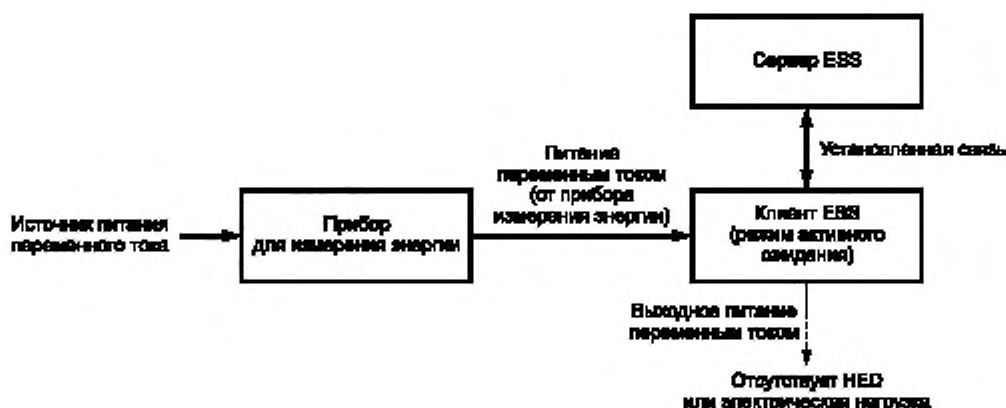 Сервер ESS
Установленная связь
Питание
переменным током
(от прибора
измерения энергии)
Источник питания
переменного тока
Прибор
для измерения энергии
Клиент ESS
(режим активного
ожидания)
Выходное питание
переменным током
Отсутствует HED
или электрическая нагрузка